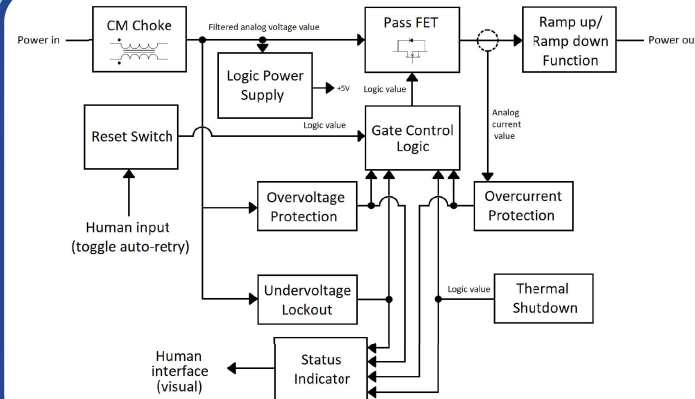 Power in
CM Choke
Filtered analog voltage value
Pass FET
Ramp up/
Ramp down
Function
Power out
Logic Power
Supply
+5V
Logic value
Reset Switch
Logic value
Gate Control
Logic
Analog
current
value
Human input
(toggle auto-retry)
Overvoltage
Protection
Overcurrent
Protection
Undervoltage
Lockout
Logic value
Thermal
Shutdown
Human
interface
(visual)
Status
Indicator